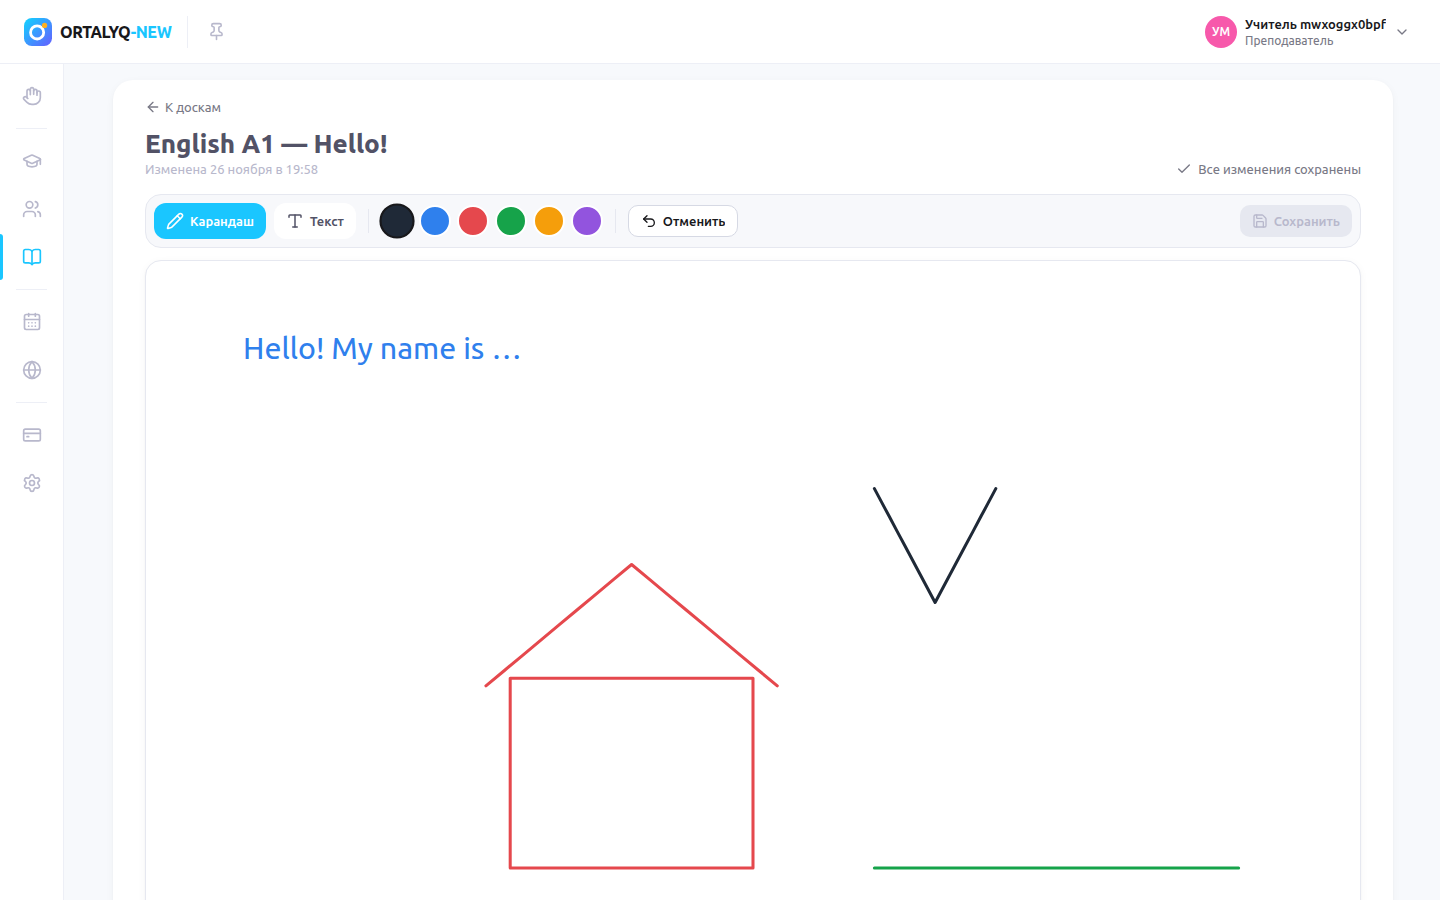 ORTALYQ-NEW
УМ
Учитель mwxoggx0bpf
Преподаватель
К доскам
English A1 — Hello!
Изменена 26 ноября в 19:58
Все изменения сохранены
Карандаш
Текст
Отменить
Сохранить
Hello! My name is ...